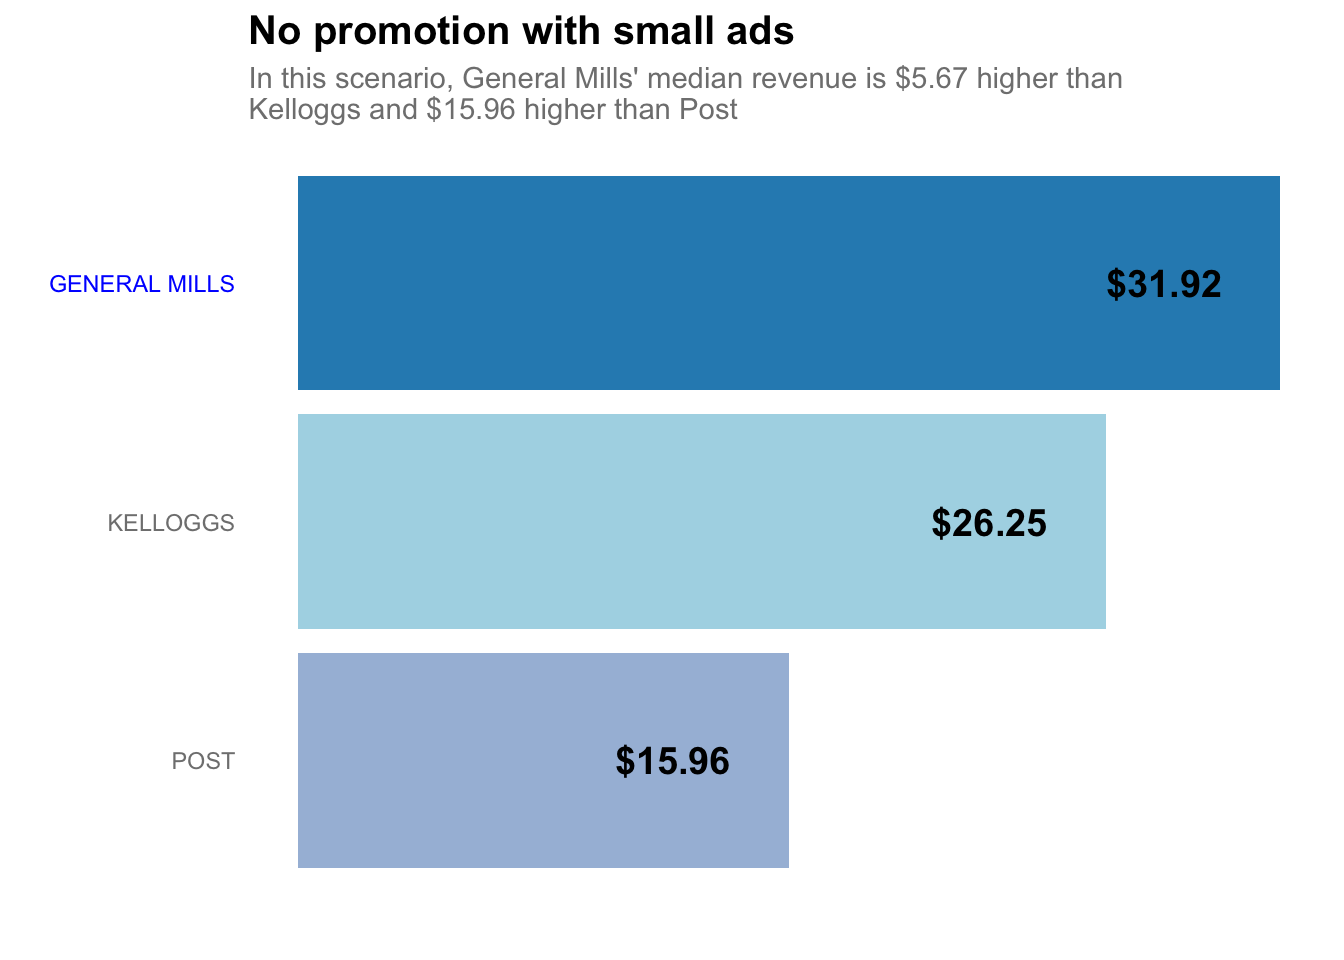 No promotion with small ads
In this scenario, General Mills' median revenue is $5.67 higher than
Kelloggs and $15.96 higher than Post
GENERAL MILLS
$31.92
KELLOGGS
$26.25
POST
$15.96